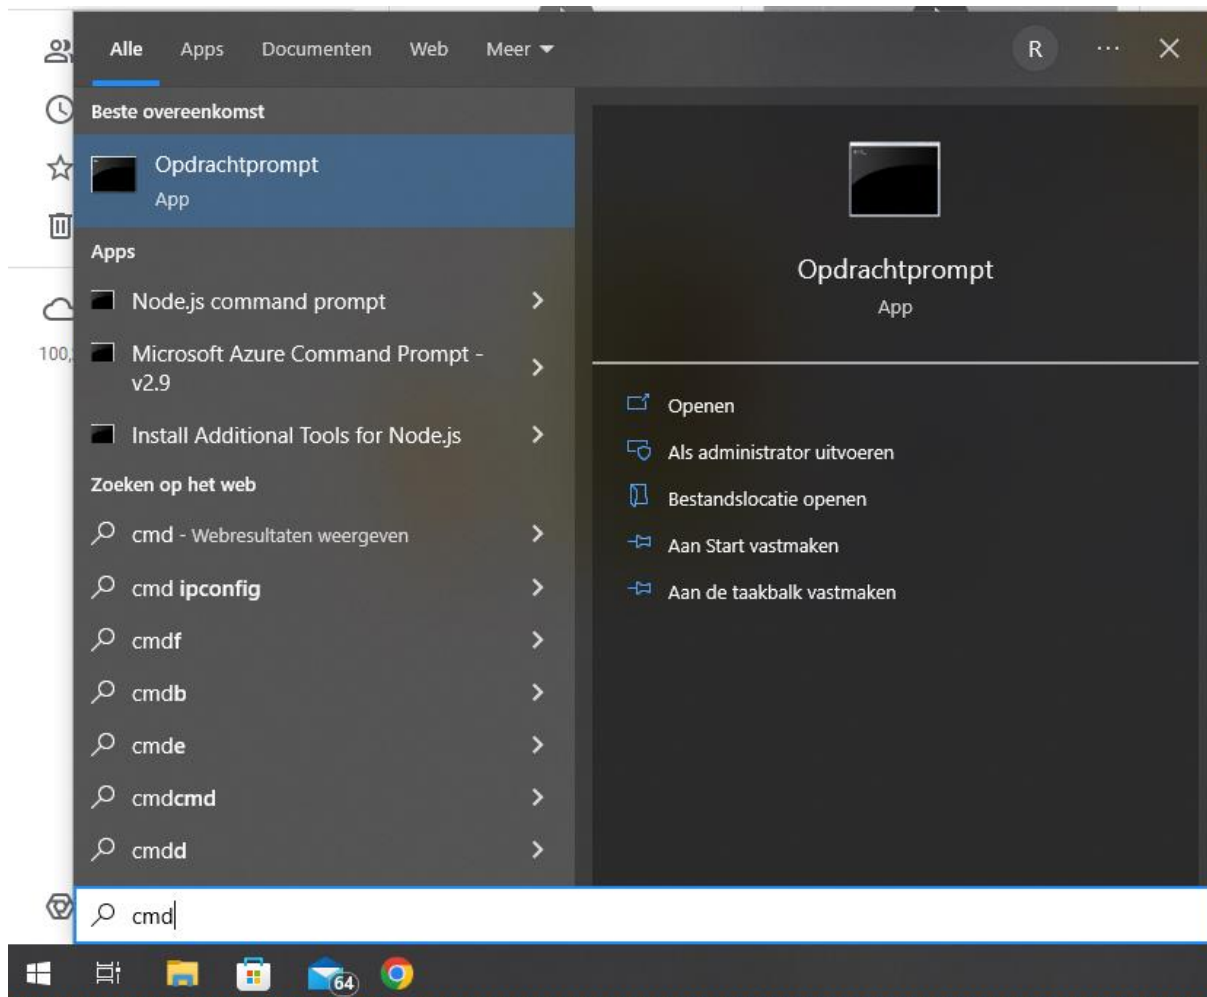 Alle Apps Documenten Web Meer R ...
Beste overeenkomst
Opdrachtprompt
App
Apps
Node.js command prompt
Microsoft Azure Command Prompt -
v2.9
Install Additional Tools for Node.js
Zoeken op het web
cmd - Webresultaten weergeven
cmd ipconfig
cmdf
cmdb
cmde
cmdcmd
cmdd
Opdrachtprompt
App
Openen
Als administrator uitvoeren
Bestandslocatie openen
Aan Start vastmaken
Aan de taakbalk vastmaken
100,
cmd
64